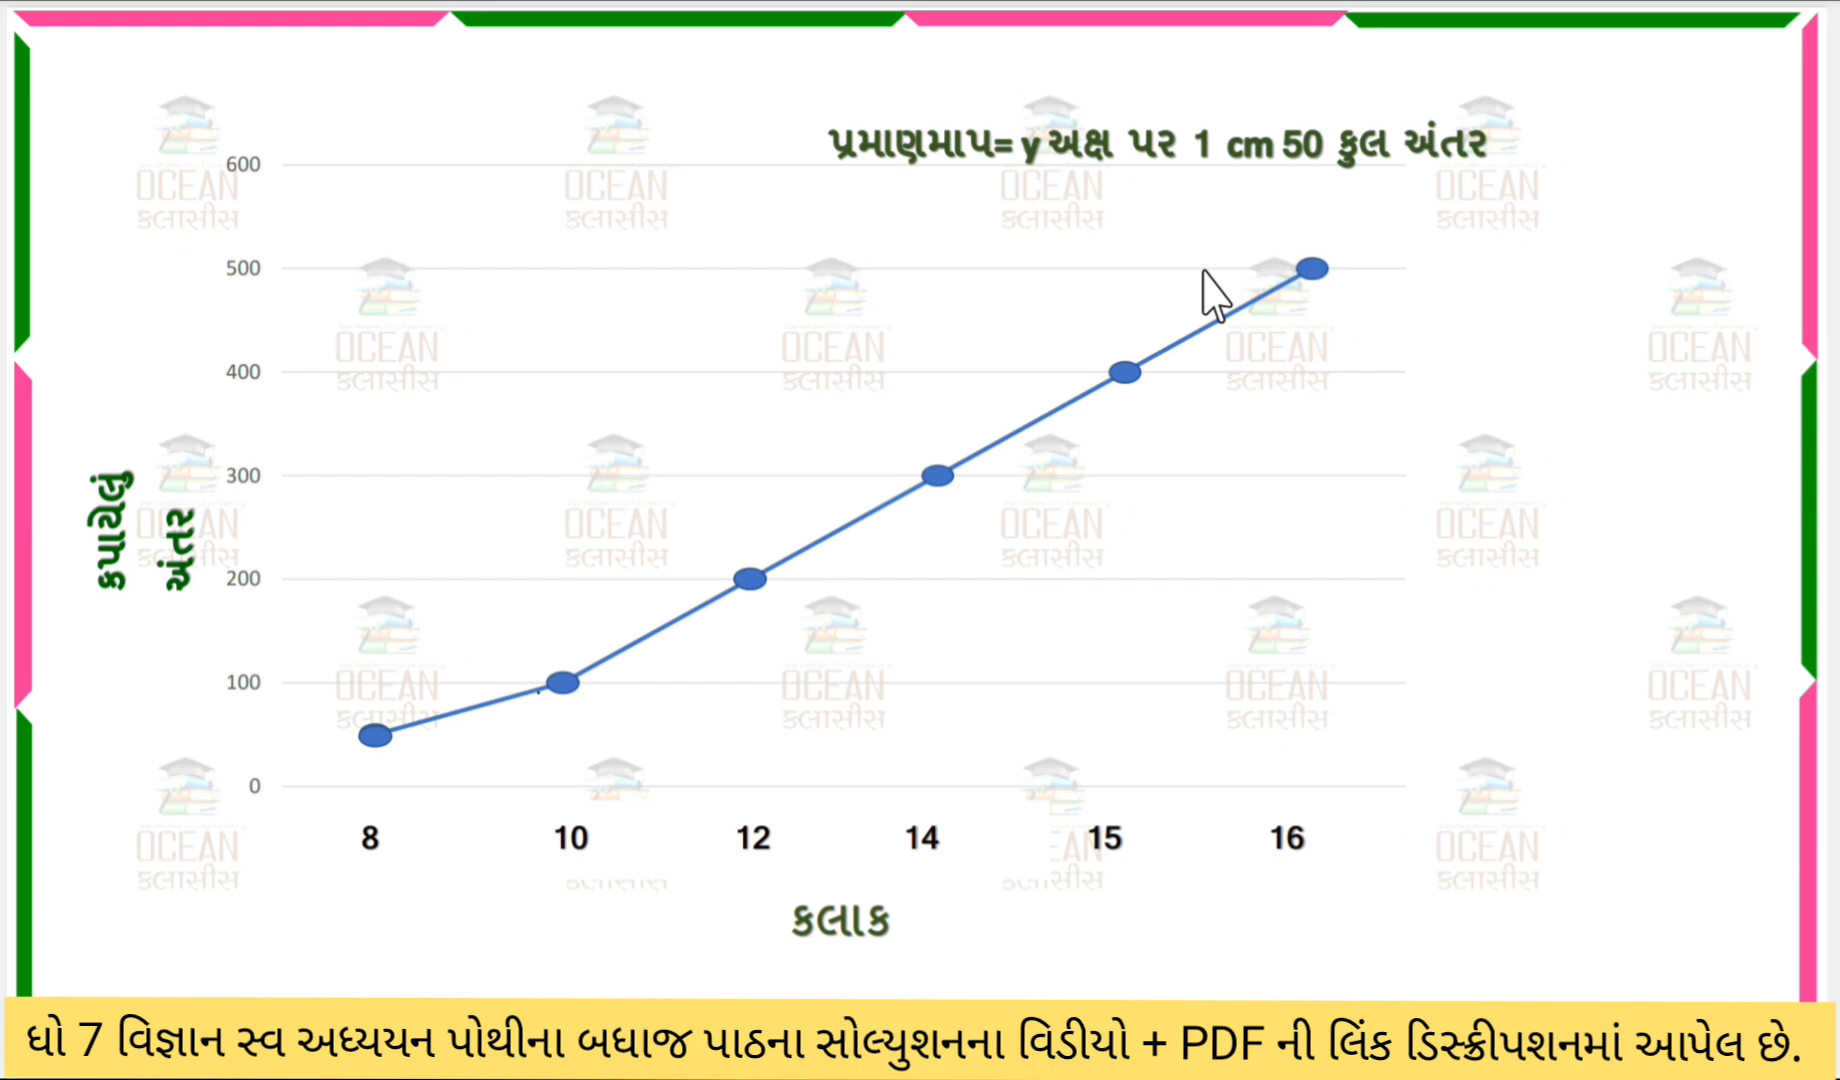 પ્રમાણમાપ= y અક્ષ પર 1 cm 50 કુલ અંતર
600
500
400
300
200
100
0
કપાયેલું
અંતર
8 10 12 14 15 16
કલાક
OCEAN
ક્લાસીસ
ધો 7 વિજ્ઞાન સ્વ અધ્યયન પોથીના બધાજ પાઠના સોલ્યુશનના વિડીયો + PDF ની લિંક ડિસ્ક્રીપશનમાં આપેલ છે.